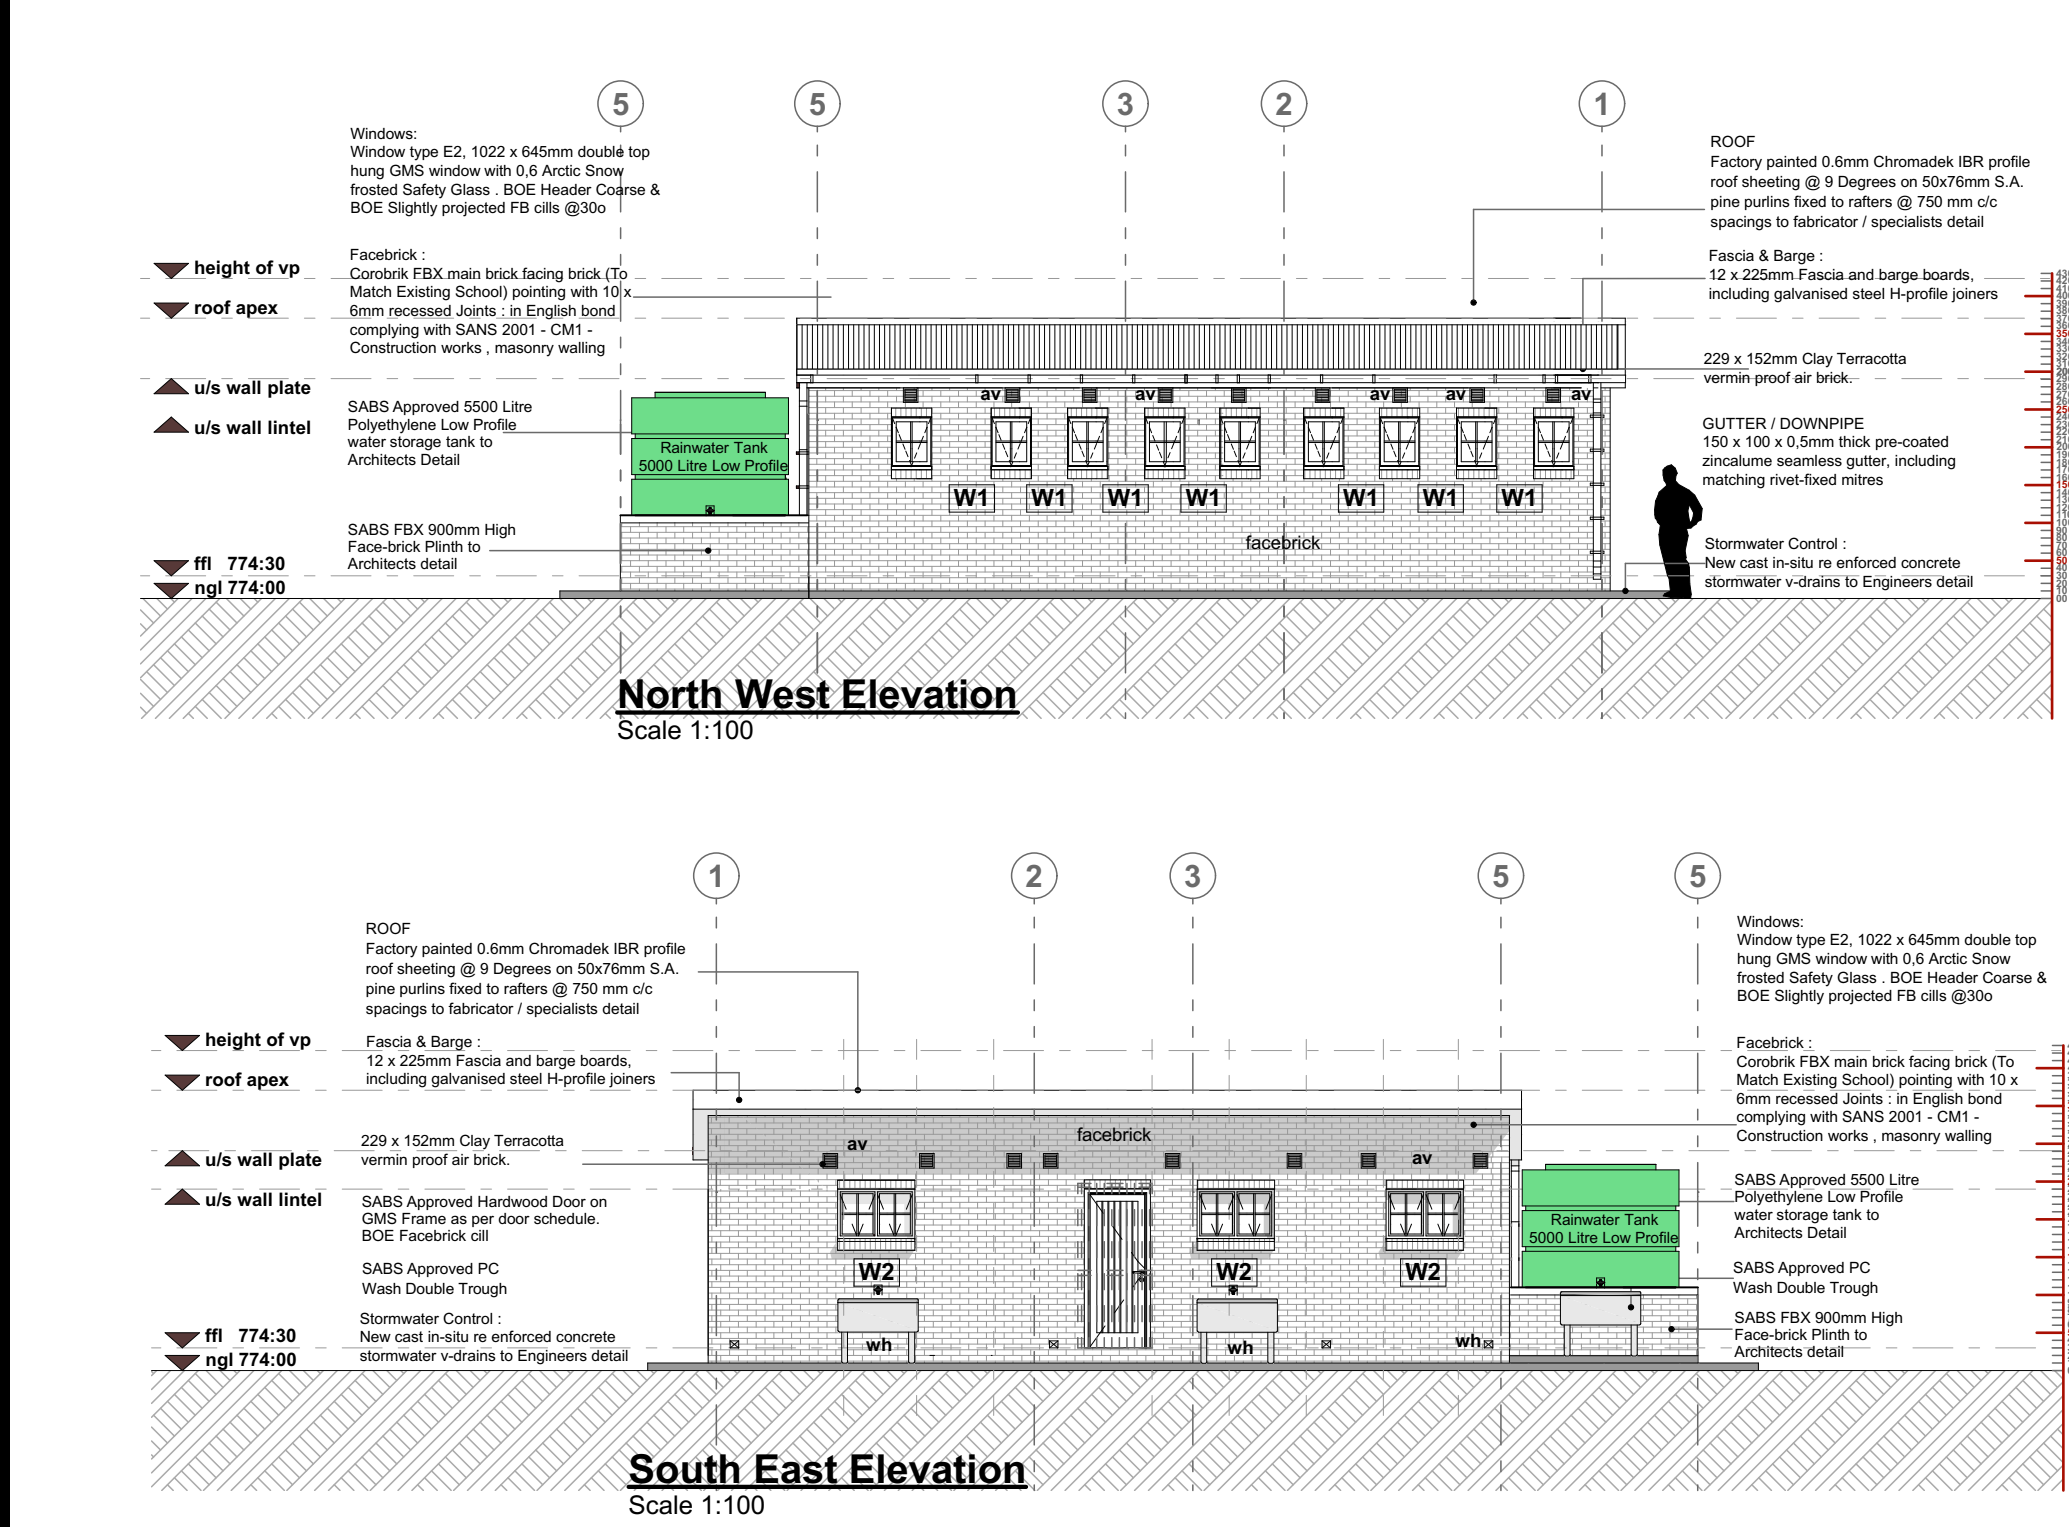 5 5 3 2 1
Windows:
Window type E2, 1022 x 645mm double top
hung GMS window with 0,6 Arctic Snow
frosted Safety Glass . BOE Header Coarse &
BOE Slightly projected FB cills @30o
ROOF
Factory painted 0.6mm Chromadek IBR profile
roof sheeting @ 9 Degrees on 50x76mm S.A.
pine purlins fixed to rafters @ 750 mm c/c
spacings to fabricator / specialists detail
height of vp
roof apex
u/s wall plate
u/s wall lintel
ffl 774:30
ngl 774:00
Facebrick :
Corobrik FBX main brick facing brick (To
Match Existing School) pointing with 10 x
6mm recessed Joints : in English bond
complying with SANS 2001 - CM1 -
Construction works , masonry walling
SABS Approved 5500 Litre
Polyethylene Low Profile
water storage tank to
Architects Detail
SABS FBX 900mm High
Face-brick Plinth to
Architects detail
Rainwater Tank
5000 Litre Low Profile
av av av av av
W1 W1 W1 W1 W1 W1 W1
facebrick
Fascia & Barge :
12 x 225mm Fascia and barge boards,
including galvanised steel H-profile joiners
229 x 152mm Clay Terracotta
vermin proof air brick.
GUTTER / DOWNPIPE
150 x 100 x 0,5mm thick pre-coated
zincalume seamless gutter, including
matching rivet-fixed mitres
Stormwater Control :
New cast in-situ re enforced concrete
stormwater v-drains to Engineers detail
North West Elevation
Scale 1:100
1 2 3 5 5
ROOF
Factory painted 0.6mm Chromadek IBR profile
roof sheeting @ 9 Degrees on 50x76mm S.A.
pine purlins fixed to rafters @ 750 mm c/c
spacings to fabricator / specialists detail
Fascia & Barge :
12 x 225mm Fascia and barge boards,
including galvanised steel H-profile joiners
229 x 152mm Clay Terracotta
vermin proof air brick.
SABS Approved Hardwood Door on
GMS Frame as per door schedule.
BOE Facebrick cill
SABS Approved PC
Wash Double Trough
Stormwater Control :
New cast in-situ re enforced concrete
stormwater v-drains to Engineers detail
height of vp
roof apex
u/s wall plate
u/s wall lintel
ffl 774:30
ngl 774:00
facebrick
av av
W2 W2 W2
wh wh wh
Rainwater Tank
5000 Litre Low Profile
Windows:
Window type E2, 1022 x 645mm double top
hung GMS window with 0,6 Arctic Snow
frosted Safety Glass . BOE Header Coarse &
BOE Slightly projected FB cills @30o
Facebrick :
Corobrik FBX main brick facing brick (To
Match Existing School) pointing with 10 x
6mm recessed Joints : in English bond
complying with SANS 2001 - CM1 -
Construction works , masonry walling
SABS Approved 5500 Litre
Polyethylene Low Profile
water storage tank to
Architects Detail
SABS Approved PC
Wash Double Trough
SABS FBX 900mm High
Face-brick Plinth to
Architects detail
South East Elevation
Scale 1:100